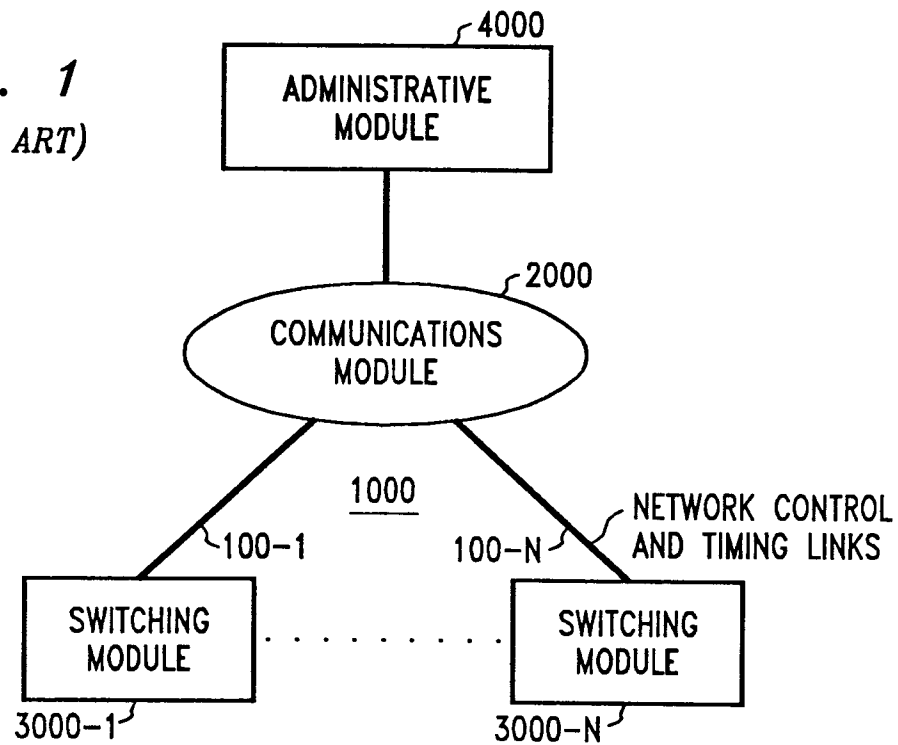 . 1
ART)
4000
ADMINISTRATIVE
MODULE
2000
COMMUNICATIONS
MODULE
1000
100-1
100-N
NETWORK CONTROL
AND TIMING LINKS
SWITCHING
MODULE
SWITCHING
MODULE
3000-1
3000-N